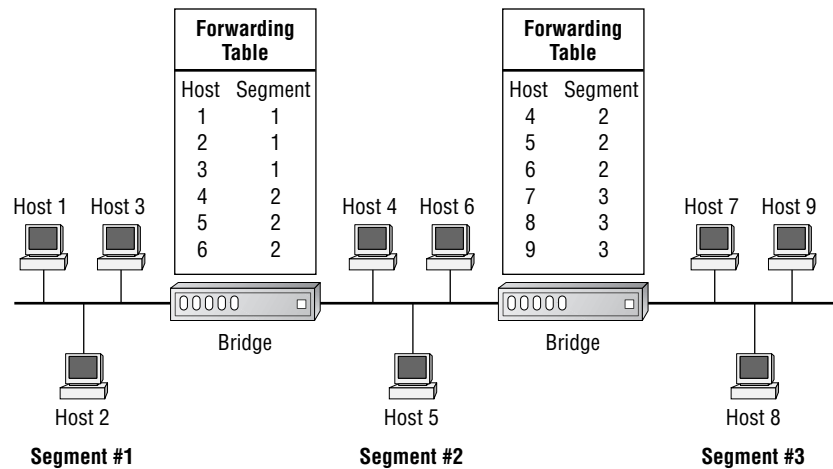 Forwarding
Table
Host Segment
1 1
2 1
3 1
4 2
5 2
6 2
Forwarding
Table
Host Segment
4 2
5 2
6 2
7 3
8 3
9 3
Host 1 Host 3
Host 4 Host 6
Host 7 Host 9
Bridge
Bridge
Host 2
Host 5
Host 8
Segment #1
Segment #2
Segment #3